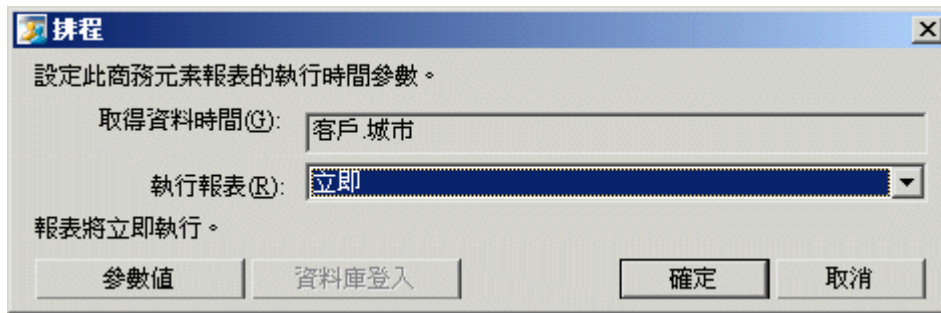 排程
設定此商務元素報表的執行時間參數。
取得資料時間(G): 客戶.城市
執行報表(R): 立即
報表將立即執行。
參數值 資料庫登入 確定 取消